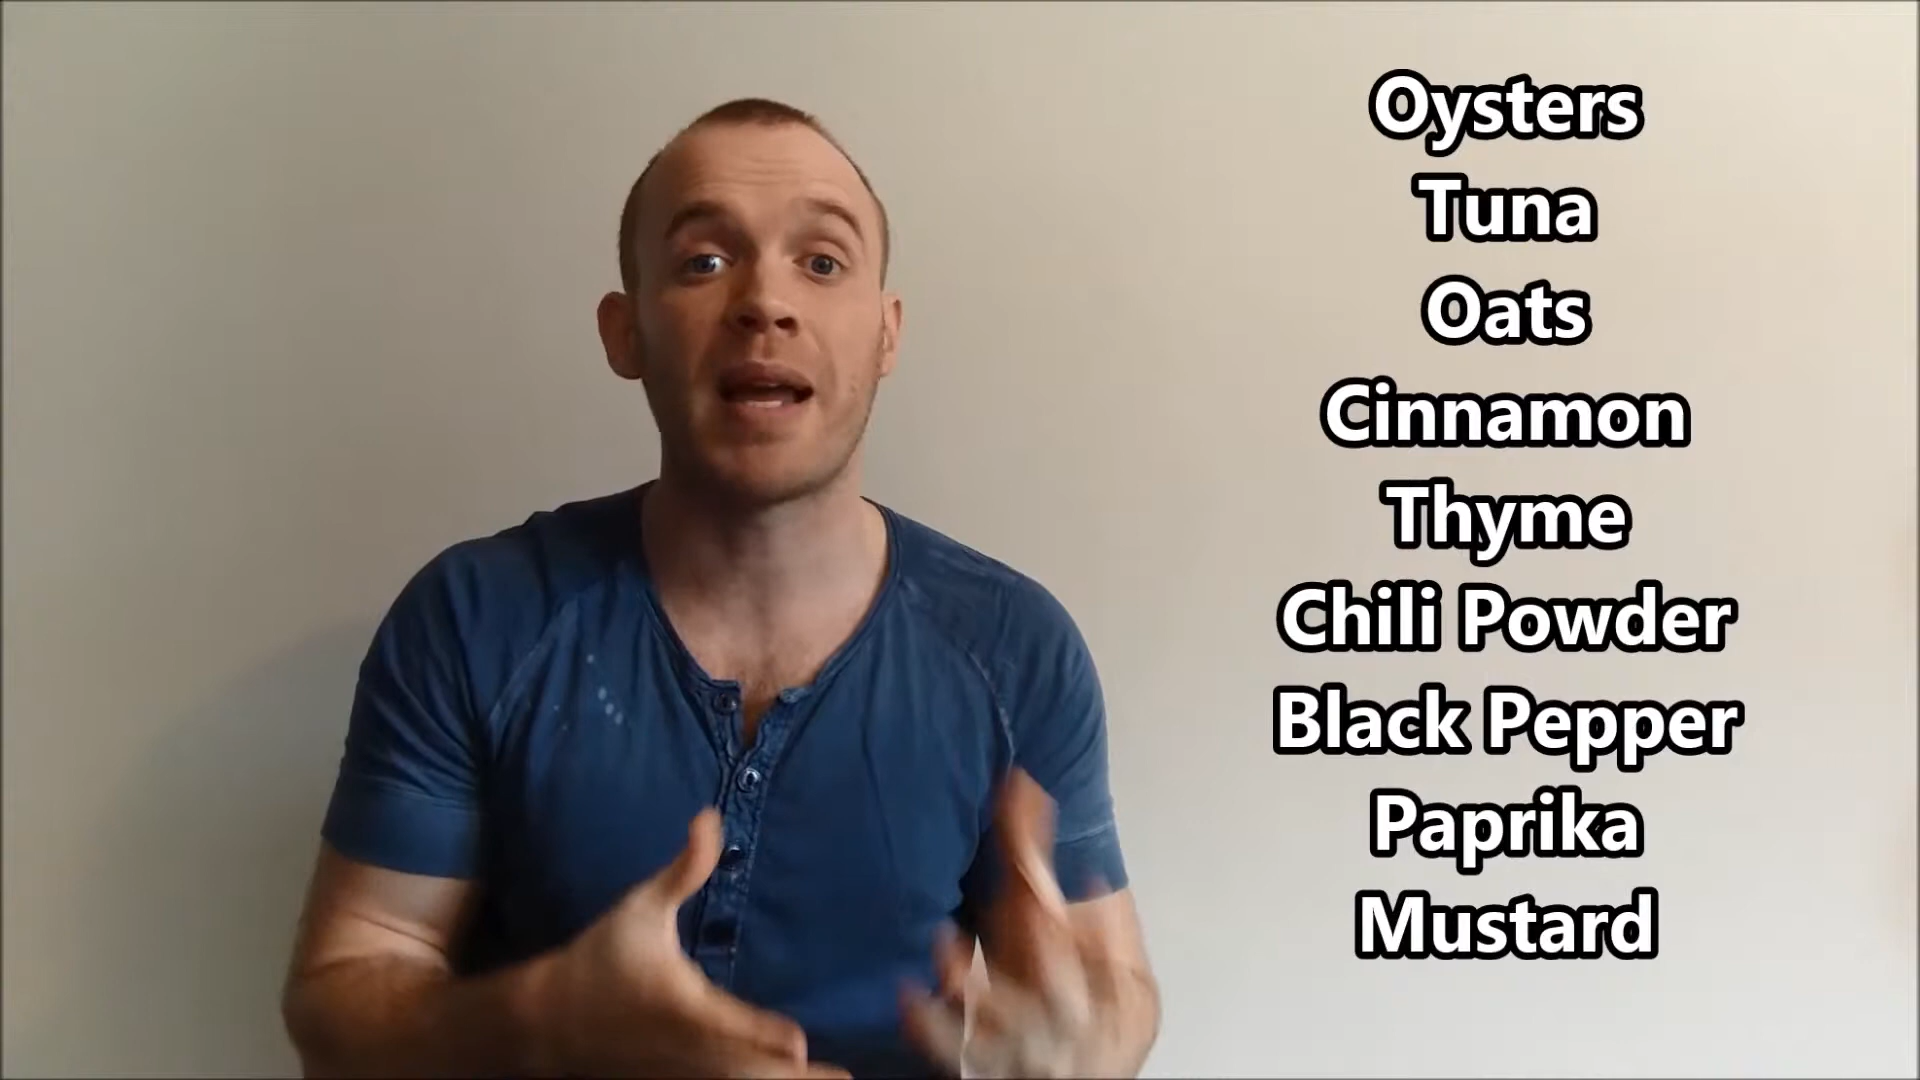 Oysters
Tuna
Oats
Cinnamon
Thyme
Chili Powder
Black Pepper
Paprika
Mustard